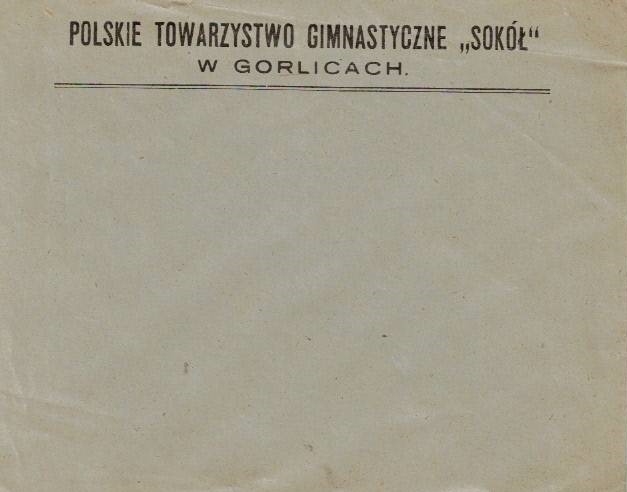 POLSKIE TOWARZYSTWO GIMNASTYCZNE „SOKÓŁ“
W GORLICACH.